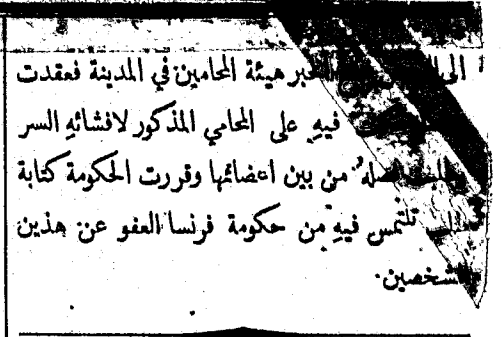 الى الخبر هيئة المحامين في المدينة فعقدت
فيهِ على المحامي المذكور لافشائهِ السر
من بين اعضائها وقررت الحكومة كتابة
تلتمس فيهِ من حكومة فرنسا العفو عن هذين
الشخصين.